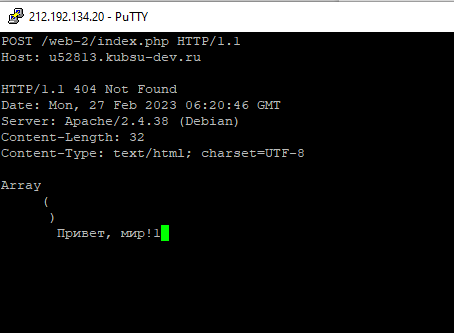 212.192.134.20 - PuTTY
POST /web-2/index.php HTTP/1.1
Host: u52813.kubsu-dev.ru
HTTP/1.1 404 Not Found
Date: Mon, 27 Feb 2023 06:20:46 GMT
Server: Apache/2.4.38 (Debian)
Content-Length: 32
Content-Type: text/html; charset=UTF-8
Array
(
)
Привет, мир!1